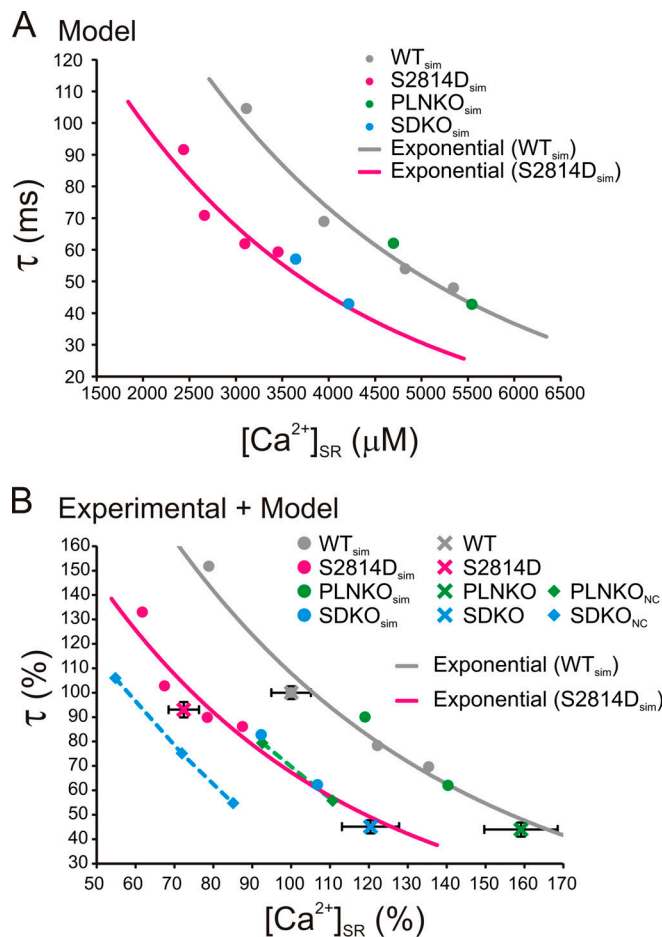 A Model
120
110
100
90
80
70
60
50
40
30
20
τ (ms)
WTsim
S2814Dsim
PLNKOsim
SDKOsim
Exponential (WTsim)
Exponential (S2814Dsim)
1500 2000 2500 3000 3500 4000 4500 5000 5500 6000 6500
[Ca²⁺]SR (μM)
B Experimental + Model
160
150
140
130
120
110
100
90
80
70
60
50
40
30
τ (%)
WTsim WT
S2814Dsim S2814D
PLNKOsim PLNKO PLNKONC
SDKOsim SDKO SDKONC
Exponential (WTsim)
Exponential (S2814Dsim)
50 60 70 80 90 100 110 120 130 140 150 160 170
[Ca²⁺]SR (%)